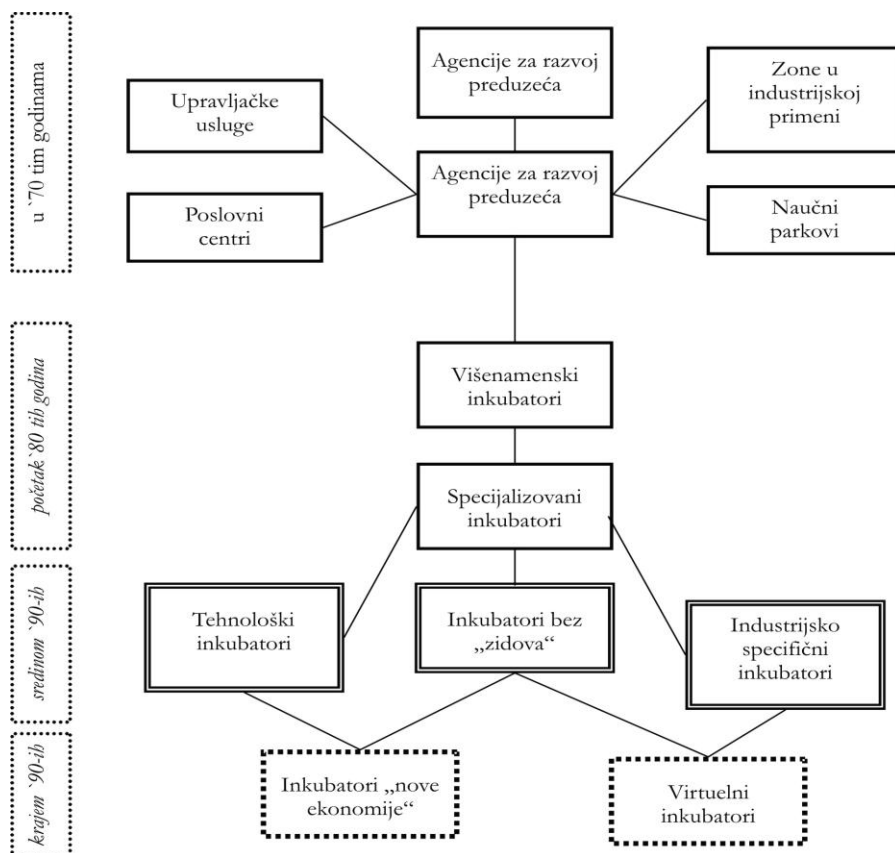 u `70 tim godinama
Agencije za razvoj
preduzeća
Upravljačke
usluge
Zone u
industrijskoj
primeni
Agencije za razvoj
preduzeća
Poslovni
centri
Naučni
parkovi
početak `80 tih godina
Višenamenski
inkubatori
Specijalizovani
inkubatori
sredinom `90-ih
Tehnološki
inkubatori
Inkubatori bez
„zidova“
Industrijsko
specifični
inkubatori
krajem `90-ih
Inkubatori „nove
ekonomije“
Virtuelni
inkubatori